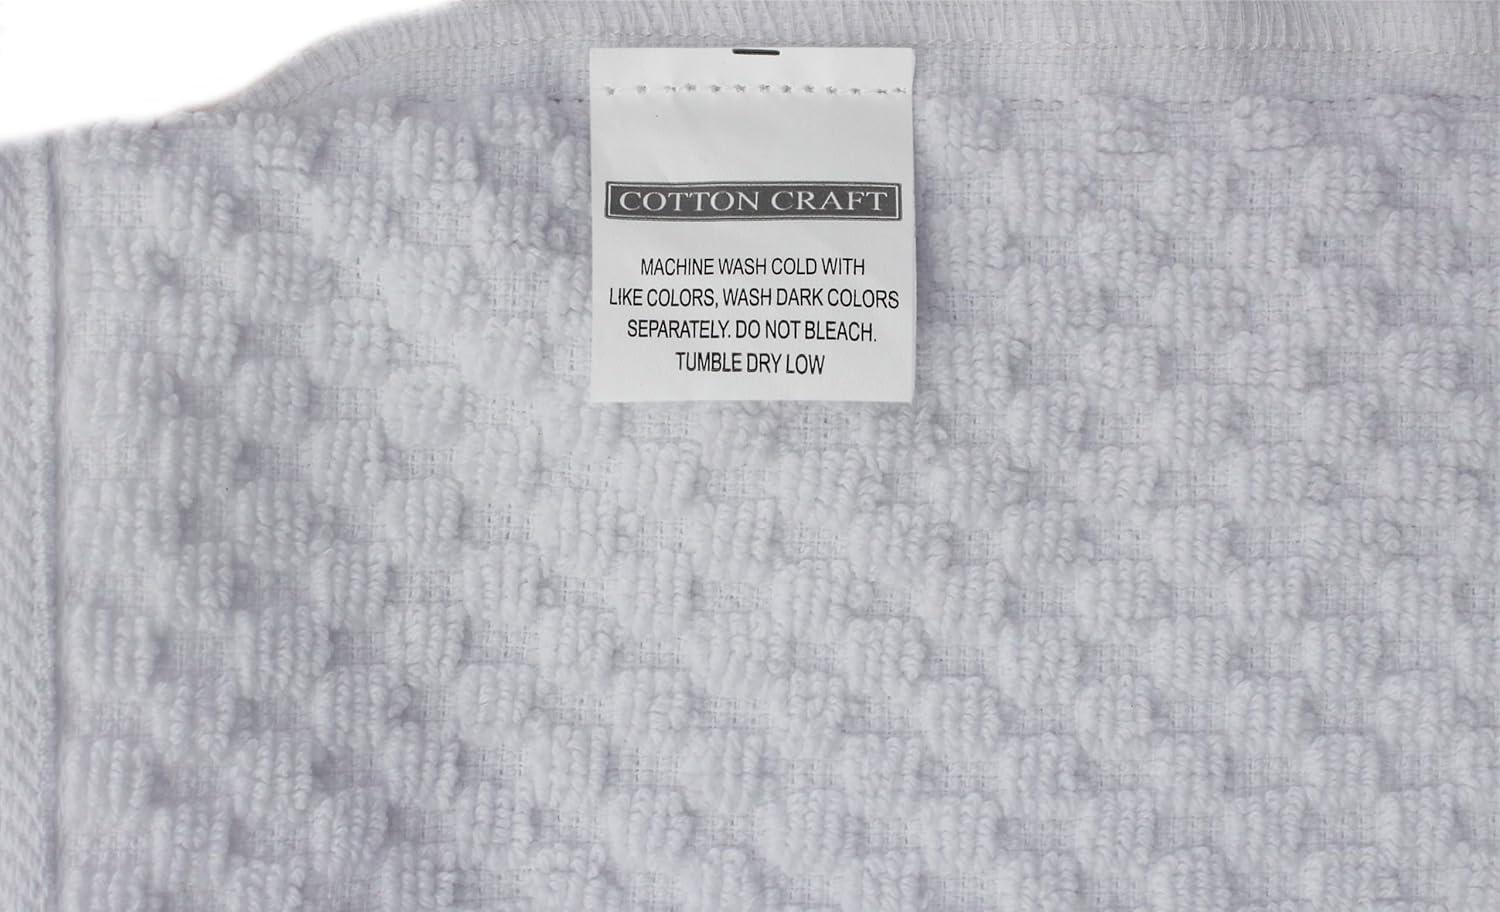 COTTON CRAFT
MACHINE WASH COLD WITH
LIKE COLORS, WASH DARK COLORS
SEPARATELY. DO NOT BLEACH.
TUMBLE DRY LOW